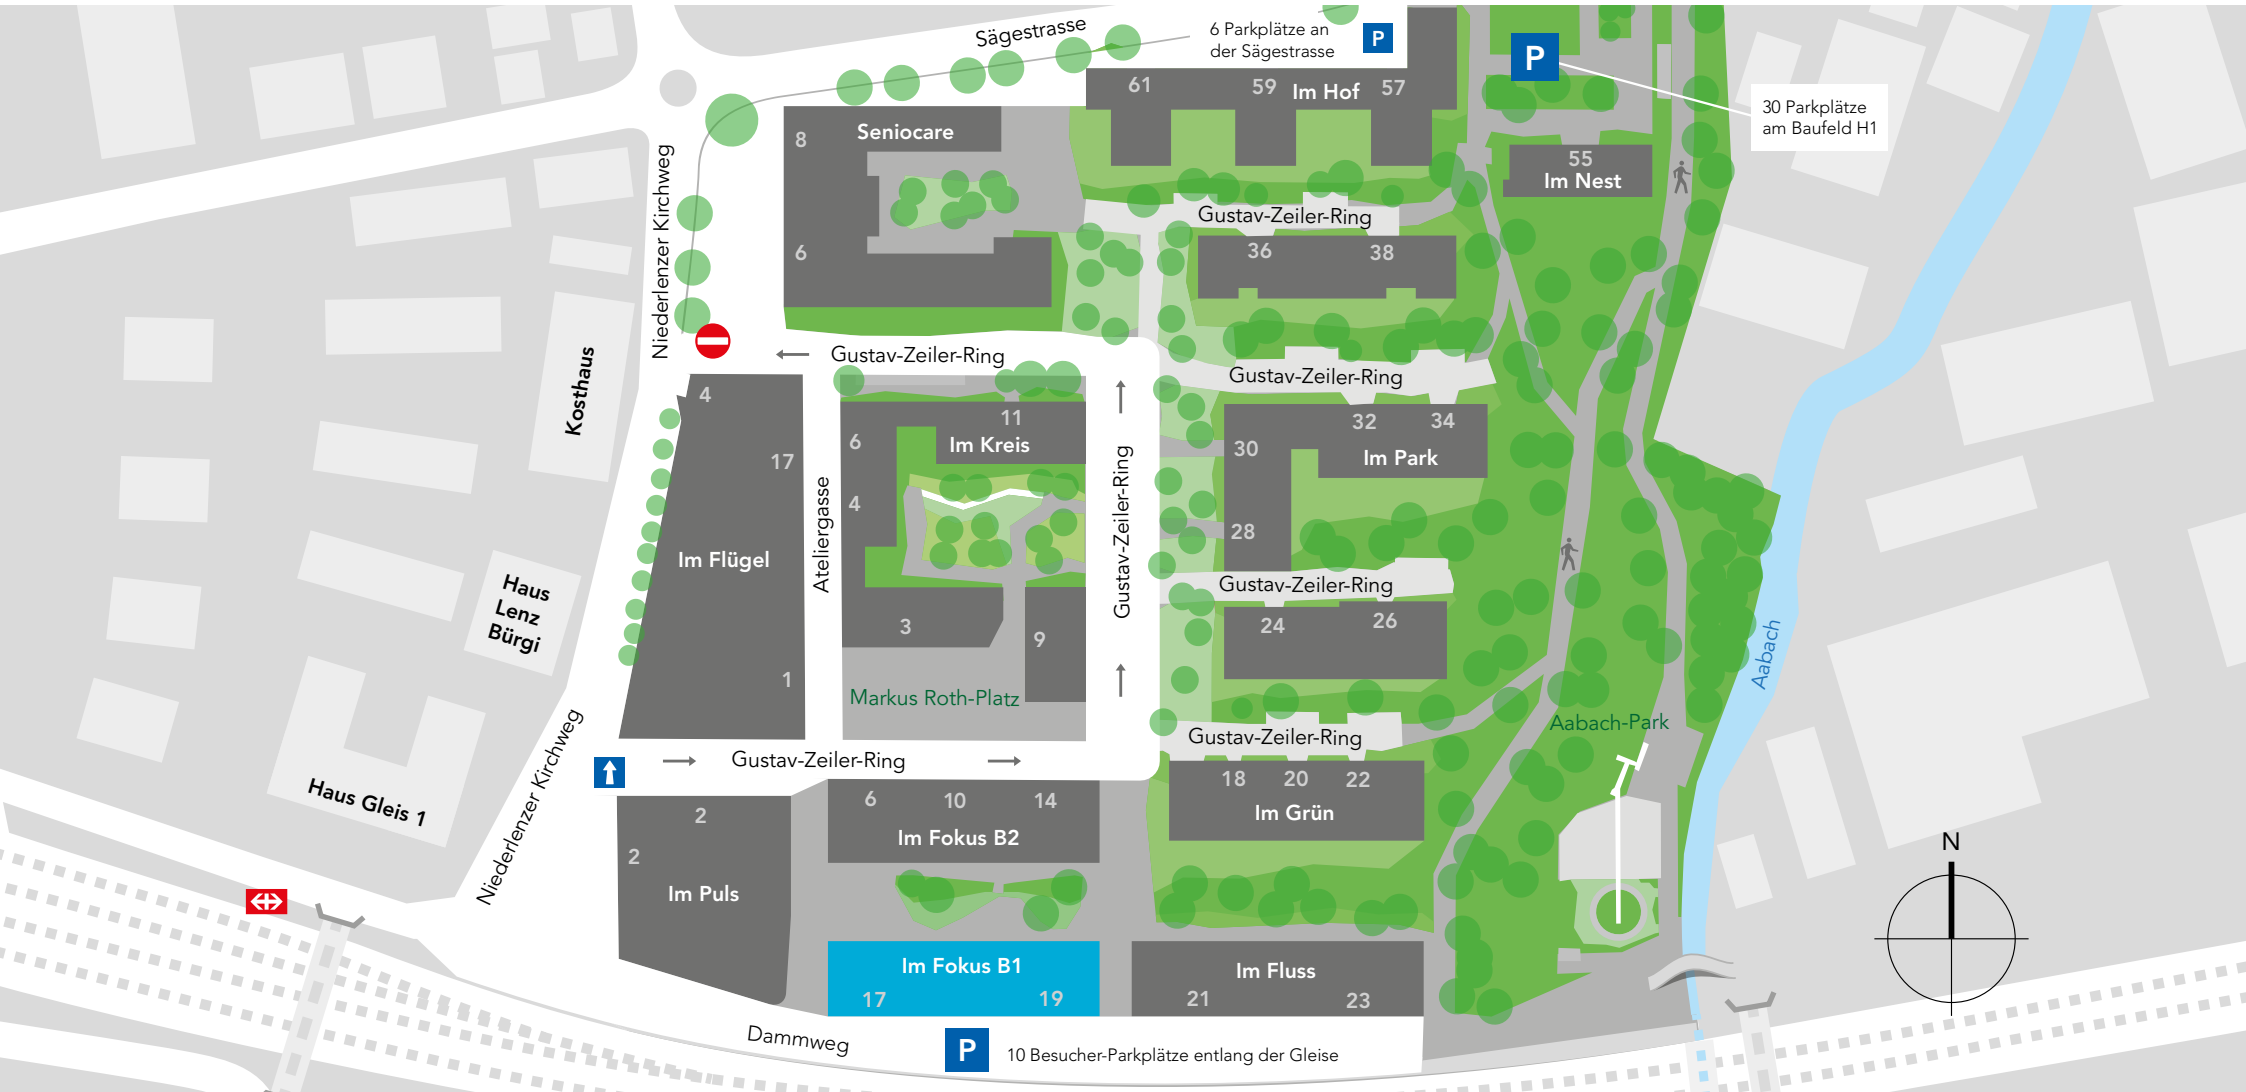 Sägestrasse
6 Parkplätze an
der Sägestrasse
P
P
30 Parkplätze
am Baufeld H1
61
59
Im Hof
57
Seniocare
8
6
55
Im Nest
Niederlenzer Kirchweg
Gustav-Zeiler-Ring
36
38
Gustav-Zeiler-Ring
Gustav-Zeiler-Ring
Kosthaus
4
17
Im Flügel
1
Ateliergasse
11
6
Im Kreis
4
3
9
Markus Roth-Platz
Gustav-Zeiler-Ring
32
34
30
Im Park
28
Gustav-Zeiler-Ring
24
26
Haus
Lenz
Bürgi
Aabach
Aabach-Park
Gustav-Zeiler-Ring
18
20
22
Im Grün
Gustav-Zeiler-Ring
Niederlenzer Kirchweg
Haus Gleis 1
2
2
Im Puls
6
10
14
Im Fokus B2
N
Im Fokus B1
17
19
Im Fluss
21
23
Dammweg
P
10 Besucher-Parkplätze entlang der Gleise